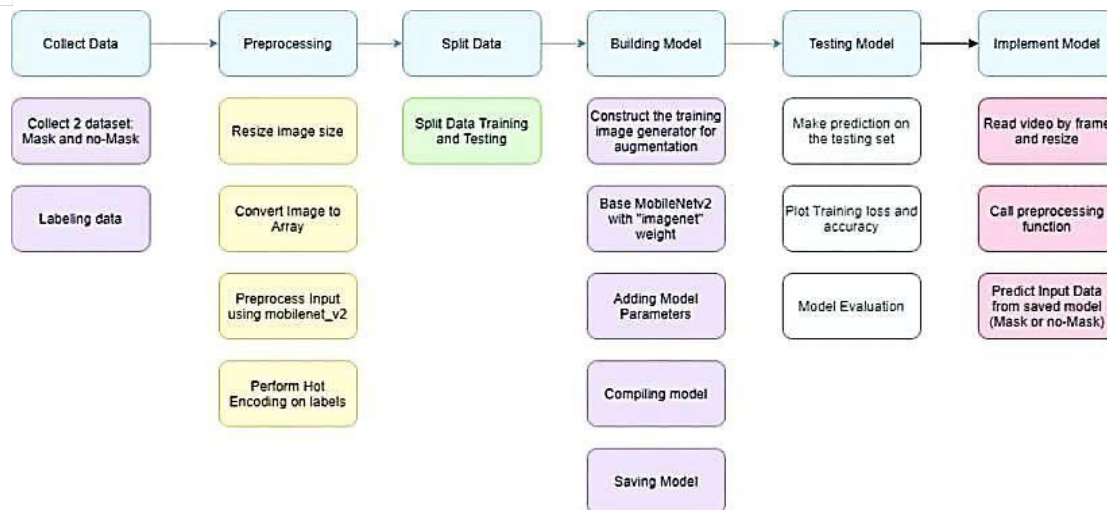 Collect Data
Preprocessing
Split Data
Building Model
Testing Model
Implement Model
Collect 2 dataset:
Mask and no-Mask
Labeling data
Resize image size
Convert Image to
Array
Preprocess Input
using mobilenet_v2
Perform Hot
Encoding on labels
Split Data Training
and Testing
Construct the training
image generator for
augmentation
Base MobileNetv2
with "imagenet"
weight
Adding Model
Parameters
Compiling model
Saving Model
Make prediction on
the testing set
Plot Training loss and
accuracy
Model Evaluation
Read video by frame
and resize
Call preprocessing
function
Predict Input Data
from saved model
(Mask or no-Mask)